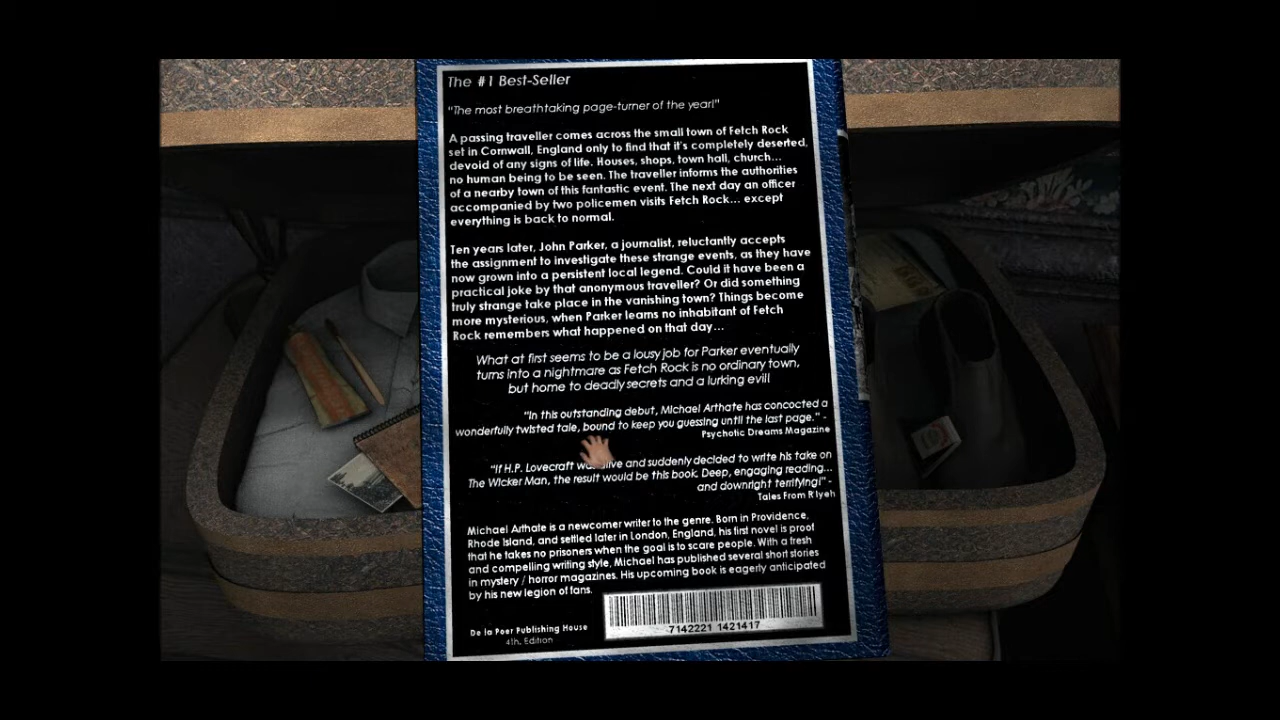 The #1 Best-Seller
"The most breathtaking page-turner of the year!"
A passing traveller comes across the small town of Fetch Rock
set in Cornwall, England only to find that it's completely deserted,
devoid of any signs of life. Houses, shops, town hall, church...
no human being to be seen. The traveller informs the authorities
of a nearby town of this fantastic event. The next day an officer
accompanied by two policemen visits Fetch Rock... except
everything is back to normal.
Ten years later, John Parker, a journalist, reluctantly accepts
the assignment to investigate these strange events, as they have
now grown into a persistent local legend. Could it have been a
practical joke by that anonymous traveller? Or did something
truly strange take place in the vanishing town? Things become
more mysterious, when Parker learns no inhabitant of Fetch
Rock remembers what happened on that day...
What at first seems to be a lousy job for Parker eventually
turns into a nightmare as Fetch Rock is no ordinary town,
but home to deadly secrets and a lurking evil!
"In this outstanding debut, Michael Arthate has concocted a
wonderfully twisted tale, bound to keep you guessing until the last page." -
Psychotic Dreams Magazine
"If H.P. Lovecraft was alive and suddenly decided to write his take on
The Wicker Man, the result would be this book. Deep, engaging reading...
and downright terrifying!" -
Tales From R'lyeh
Michael Arthate is a newcomer writer to the genre. Born in Providence,
Rhode Island, and settled later in London, England, his first novel is proof
that he takes no prisoners when the goal is to scare people. With a fresh
and compelling writing style, Michael has published several short stories
in mystery / horror magazines. His upcoming book is eagerly anticipated
by his new legion of fans.
De la Poer Publishing House
4th. Edition
7142221 1421417